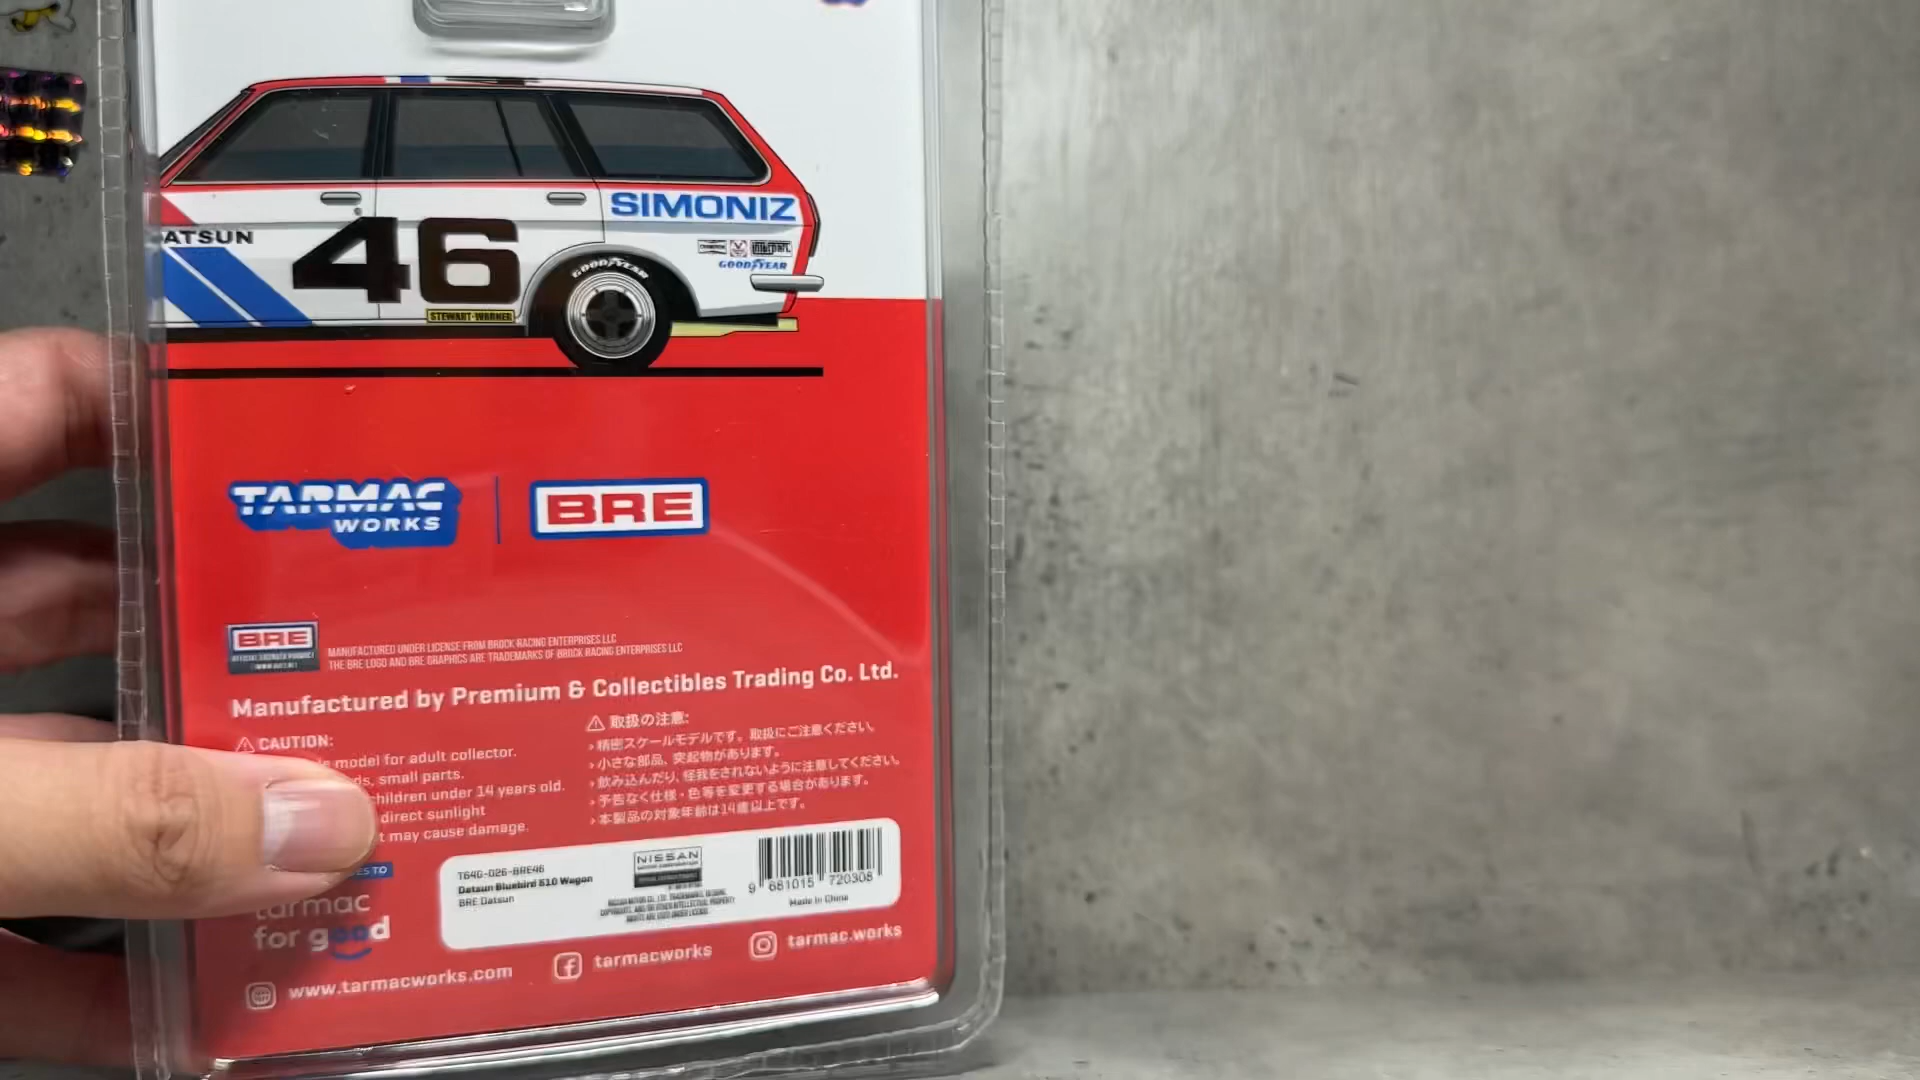 SIMONIZ
ATSUN
46
GOODYEAR
GOODYEAR
STEWART-WARNER
TARMAC
WORKS
BRE
BRE
MANUFACTURED UNDER LICENSE FROM BROCK RACING ENTERPRISES LLC
THE BRE LOGO AND BRE GRAPHICS ARE TRADEMARKS OF BROCK RACING ENTERPRISES LLC
Manufactured by Premium & Collectibles Trading Co. Ltd.
CAUTION:
model for adult collector.
small parts.
children under 14 years old.
direct sunlight
may cause damage.
取扱の注意:
精密スケールモデルです。取扱にご注意ください。
小さな部品、突起物があります。
飲み込んだり、怪我をされないように注意してください。
予告なく仕様・色等を変更する場合があります。
本製品の対象年齢は14歳以上です。
TO
tarmac
for good
T64G-026-BRE46
Datsun Bluebird 510 Wagon
BRE Datsun
NISSAN
9 681015 720308
Made in China
www.tarmacworks.com
tarmacworks
tarmac.works